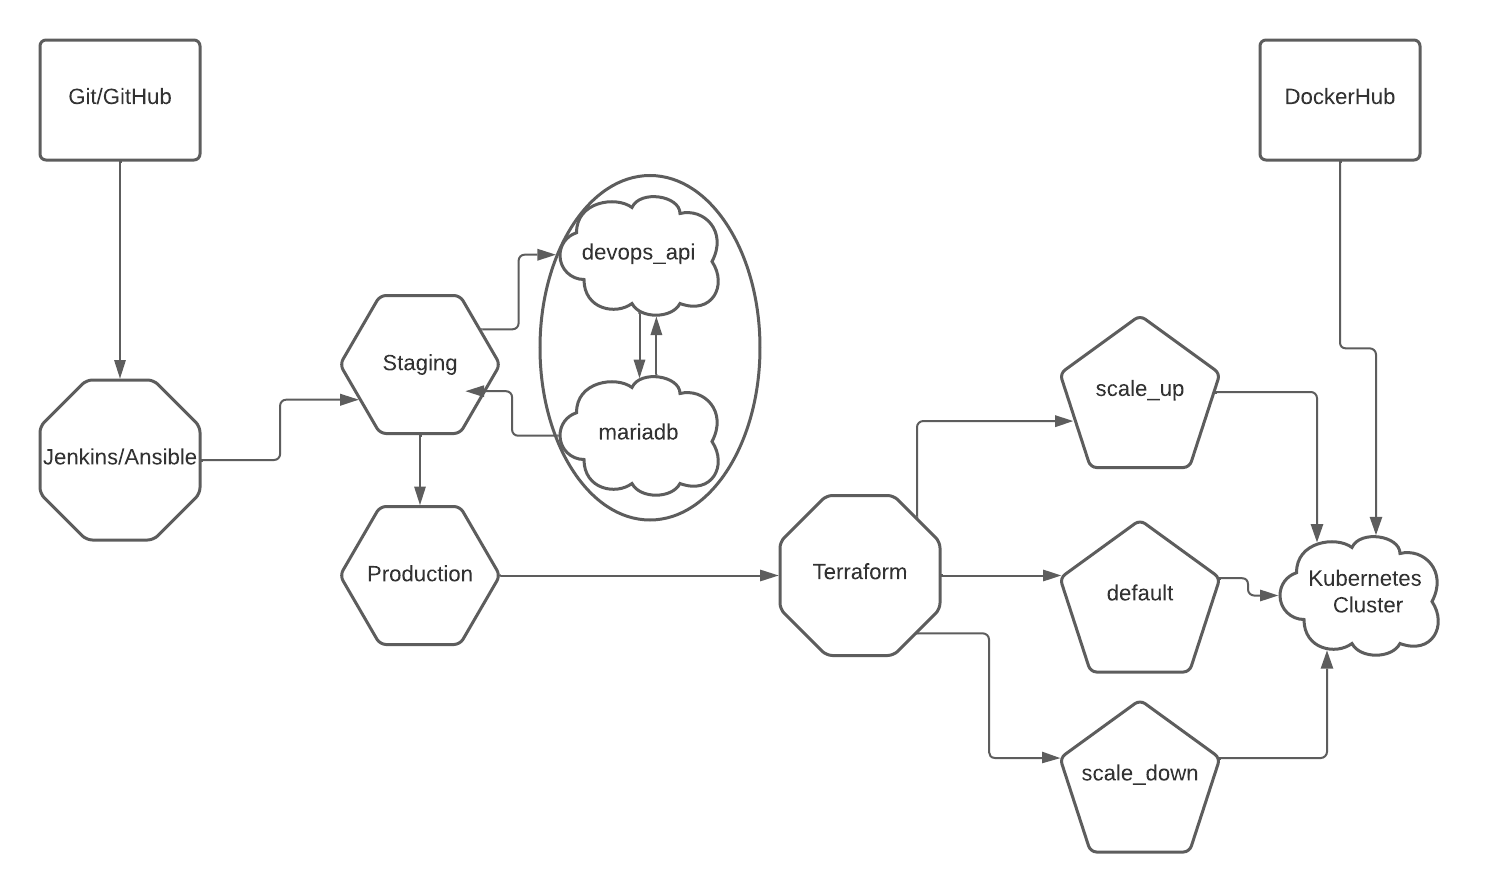 Git/GitHub
DockerHub
devops_api
Staging
scale_up
mariadb
Jenkins/Ansible
Production
Terraform
default
Kubernetes
Cluster
scale_down